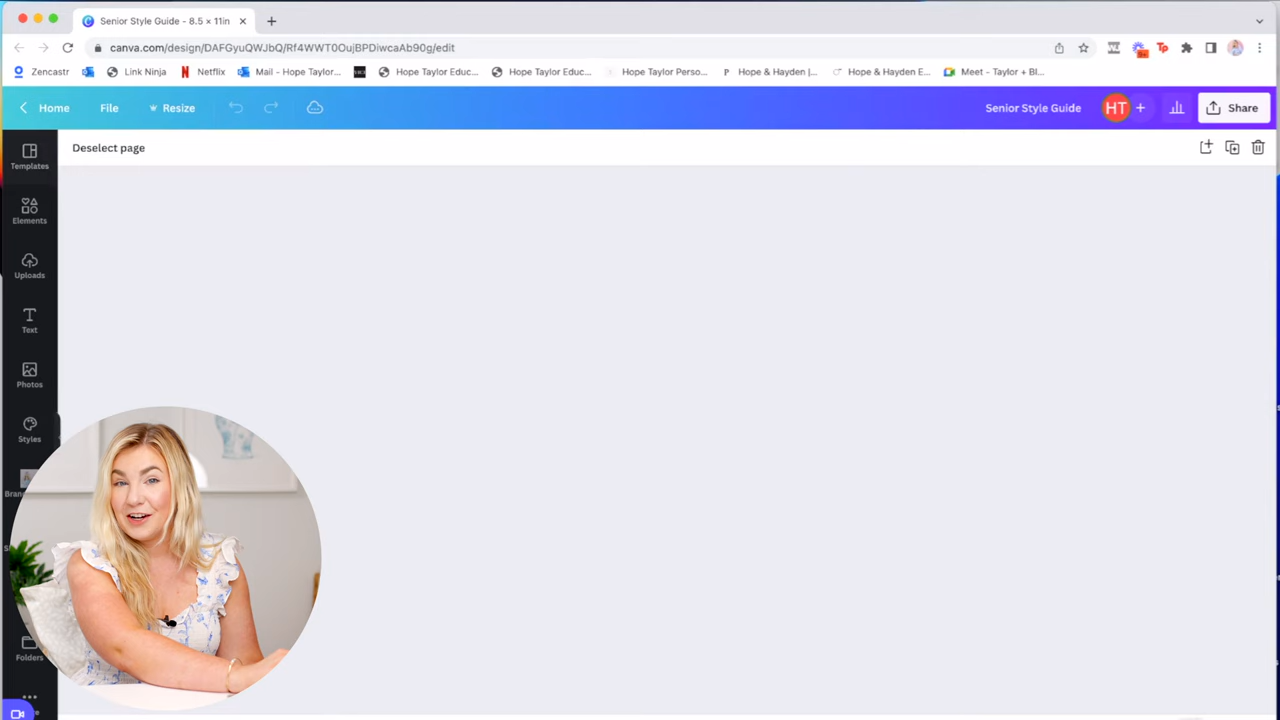 Senior Style Guide - 8.5 × 11in
canva.com/design/DAFGyuQWJbQ/Rf4WWT0OujBPDiwcaAb90g/edit
Zencastr
Link Ninja
Netflix
Mail - Hope Taylor...
Hope Taylor Educ...
Hope Taylor Educ...
Hope Taylor Perso...
Hope & Hayden |...
Hope & Hayden E...
Meet - Taylor + Bl...
Home
File
Resize
Senior Style Guide
HT
Share
Deselect page
Templates
Elements
Uploads
Text
Photos
Styles
Folders